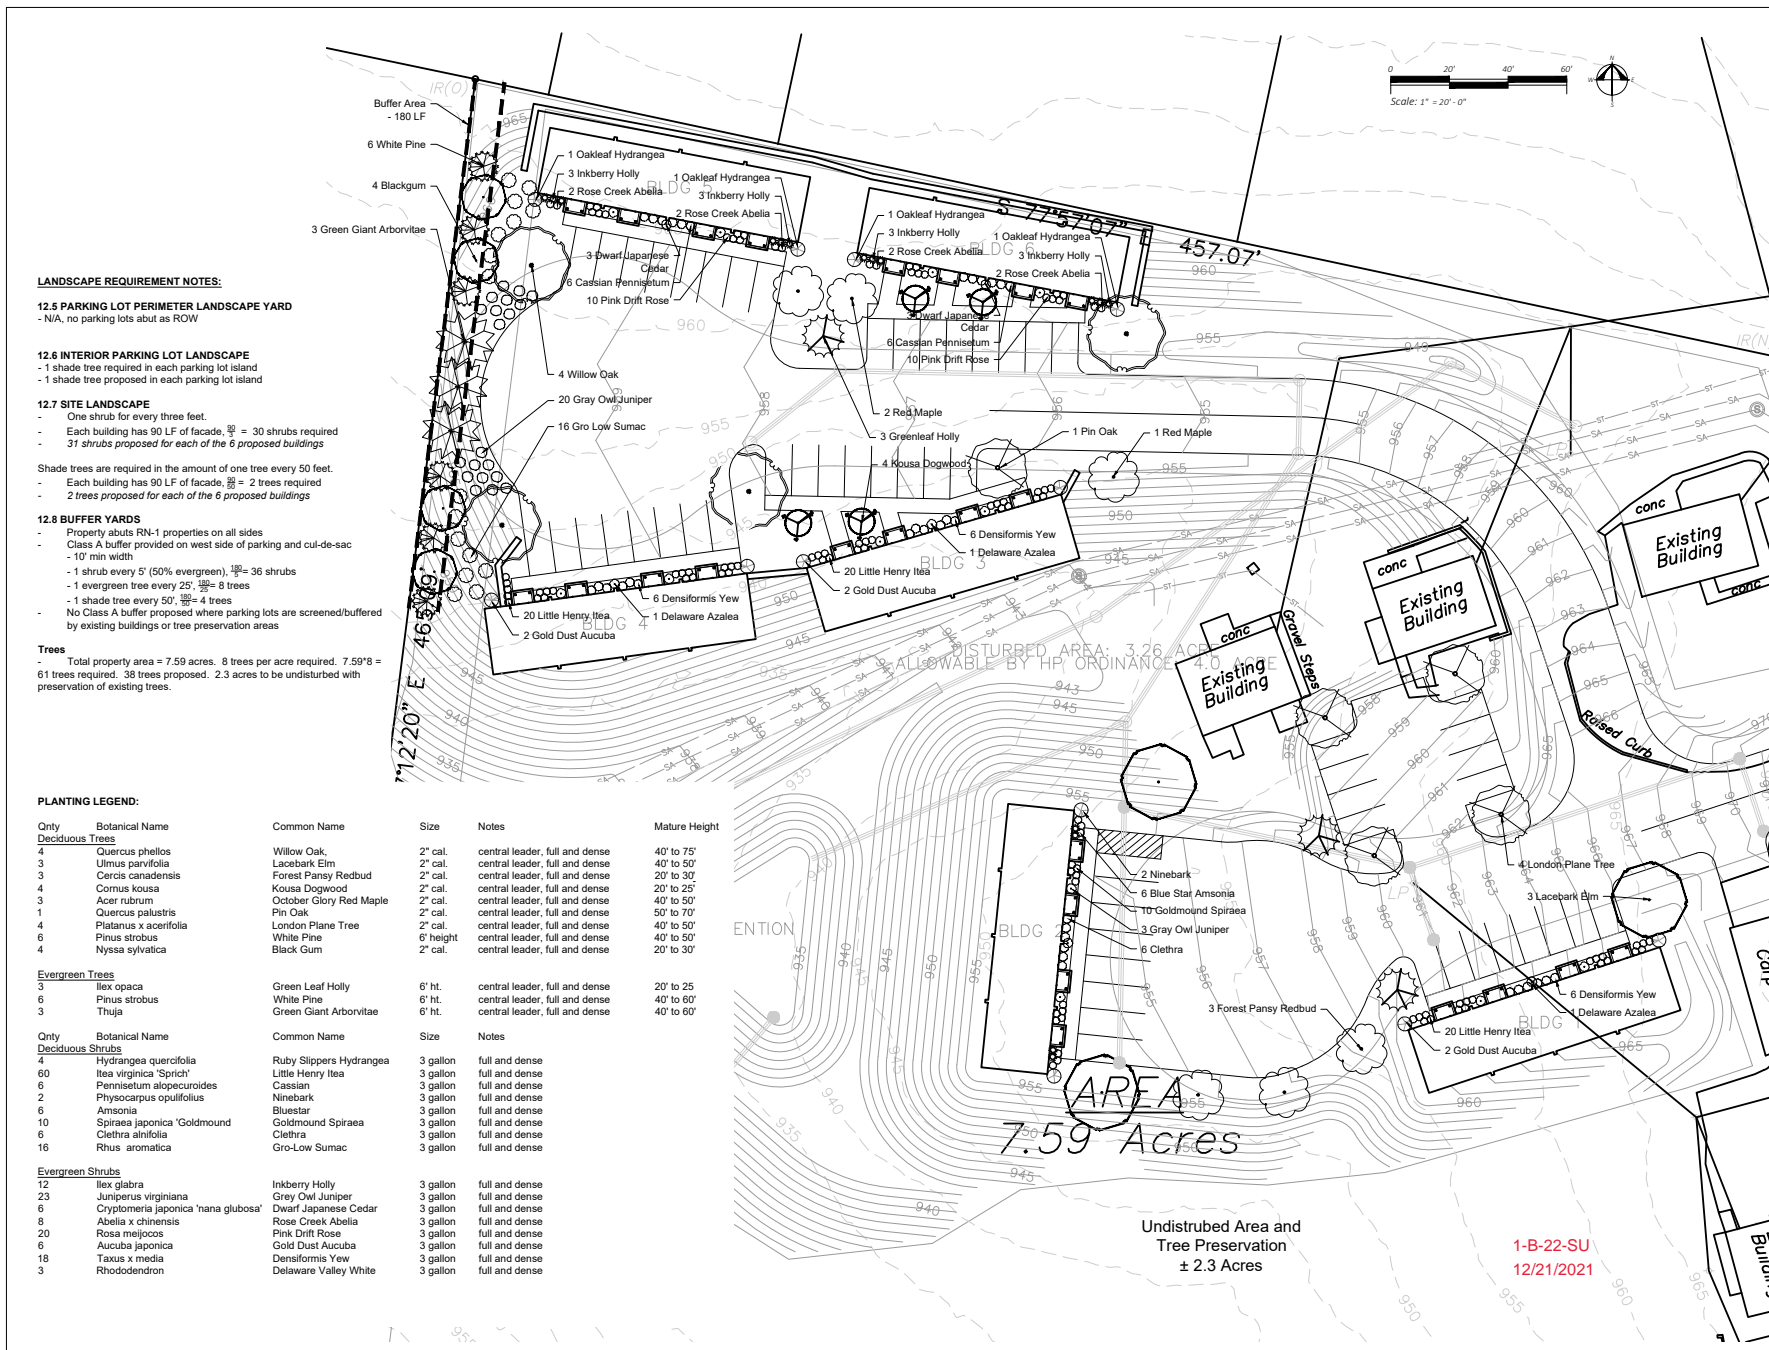 LANDSCAPE REQUIREMENT NOTES:
12.5 PARKING LOT PERIMETER LANDSCAPE YARD
- N/A, no parking lots abut as ROW
12.6 INTERIOR PARKING LOT LANDSCAPE
- 1 shade tree required in each parking lot island
- 1 shade tree proposed in each parking lot island
12.7 SITE LANDSCAPE
- One shrub for every three feet.
- Each building has 90 LF of facade, 90/3 = 30 shrubs required
- 31 shrubs proposed for each of the 6 proposed buildings
Shade trees are required in the amount of one tree every 50 feet.
- Each building has 90 LF of facade, 90/50 = 2 trees required
- 2 trees proposed for each of the 6 proposed buildings
12.8 BUFFER YARDS
- Property abuts RN-1 properties on all sides
- Class A buffer provided on west side of parking and cul-de-sac
- 10' min width
- 1 shrub every 5' (50% evergreen), 180/5 = 36 shrubs
- 1 evergreen tree every 25', 180/25 = 8 trees
- 1 shade tree every 50', 180/50 = 4 trees
- No Class A buffer proposed where parking lots are screened/buffered
by existing buildings or tree preservation areas
Trees
- Total property area = 7.59 acres. 8 trees per acre required. 7.59*8 =
61 trees required. 38 trees proposed. 2.3 acres to be undisturbed with
preservation of existing trees.
PLANTING LEGEND:
Qnty Botanical Name Common Name Size Notes Mature Height
Deciduous Trees
4 Quercus phellos Willow Oak, 2" cal. central leader, full and dense 40' to 75'
3 Ulmus parvifolia Lacebark Elm 2" cal. central leader, full and dense 40' to 50'
3 Cercis canadensis Forest Pansy Redbud 2" cal. central leader, full and dense 20' to 30'
4 Cornus kousa Kousa Dogwood 2" cal. central leader, full and dense 20' to 25'
3 Acer rubrum October Glory Red Maple 2" cal. central leader, full and dense 40' to 50'
1 Quercus palustris Pin Oak 2" cal. central leader, full and dense 50' to 70'
4 Platanus x acerifolia London Plane Tree 2" cal. central leader, full and dense 40' to 50'
6 Pinus strobus White Pine 6' height central leader, full and dense 40' to 50'
4 Nyssa sylvatica Black Gum 2" cal. central leader, full and dense 20' to 30'
Evergreen Trees
3 Ilex opaca Green Leaf Holly 6' ht. central leader, full and dense 20' to 25
6 Pinus strobus White Pine 6' ht. central leader, full and dense 40' to 60'
3 Thuja Green Giant Arborvitae 6' ht. central leader, full and dense 40' to 60'
Qnty Botanical Name Common Name Size Notes
Deciduous Shrubs
4 Hydrangea quercifolia Ruby Slippers Hydrangea 3 gallon full and dense
60 Itea virginica 'Sprich' Little Henry Itea 3 gallon full and dense
6 Pennisetum alopecuroides Cassian 3 gallon full and dense
2 Physocarpus opulifolius Ninebark 3 gallon full and dense
6 Amsonia Bluestar 3 gallon full and dense
10 Spiraea japonica 'Goldmound Goldmound Spiraea 3 gallon full and dense
6 Clethra alnifolia Clethra 3 gallon full and dense
16 Rhus aromatica Gro-Low Sumac 3 gallon full and dense
Evergreen Shrubs
12 Ilex glabra Inkberry Holly 3 gallon full and dense
23 Juniperus virginiana Grey Owl Juniper 3 gallon full and dense
6 Cryptomeria japonica 'nana glubosa' Dwarf Japanese Cedar 3 gallon full and dense
8 Abelia x chinensis Rose Creek Abelia 3 gallon full and dense
20 Rosa meijocos Pink Drift Rose 3 gallon full and dense
6 Aucuba japonica Gold Dust Aucuba 3 gallon full and dense
18 Taxus x media Densiformis Yew 3 gallon full and dense
3 Rhododendron Delaware Valley White 3 gallon full and dense
IR(O)
Buffer Area
- 180 LF
6 White Pine
4 Blackgum
3 Green Giant Arborvitae
1 Oakleaf Hydrangea
3 Inkberry Holly
2 Rose Creek Abelia
BLDG 5
1 Oakleaf Hydrangea
3 Inkberry Holly
2 Rose Creek Abelia
3 Dwarf Japanese
Cedar
6 Cassian Pennisetum
10 Pink Drift Rose
1 Oakleaf Hydrangea
3 Inkberry Holly
2 Rose Creek Abelia
BLDG 6
1 Oakleaf Hydrangea
3 Inkberry Holly
2 Rose Creek Abelia
3 Dwarf Japanese
Cedar
6 Cassian Pennisetum
10 Pink Drift Rose
S 77°57'07" E
457.07'
0 20' 40' 60'
Scale: 1" = 20' - 0"
N
W E
S
4 Willow Oak
20 Gray Owl Juniper
16 Gro Low Sumac
2 Red Maple
3 Greenleaf Holly
4 Kousa Dogwood
1 Pin Oak
1 Red Maple
6 Densiformis Yew
1 Delaware Azalea
BLDG 3
20 Little Henry Itea
2 Gold Dust Aucuba
6 Densiformis Yew
1 Delaware Azalea
20 Little Henry Itea
BLDG 4
2 Gold Dust Aucuba
7°12'20" E 465.09
DISTURBED AREA: 3.26 ACRE
ALLOWABLE BY HP ORDINANCE: 4.0 ACRE
conc
Existing
Building
Gravel Steps
conc
Existing
Building
conc
Existing
Building
conc
Raised Curb
2 Ninebark
6 Blue Star Amsonia
10 Goldmound Spiraea
3 Gray Owl Juniper
6 Clethra
BLDG 2
ENTION
4 London Plane Tree
3 Lacebark Elm
3 Forest Pansy Redbud
6 Densiformis Yew
1 Delaware Azalea
BLDG 1
20 Little Henry Itea
2 Gold Dust Aucuba
AREA
7.59 Acres
Undistrubed Area and
Tree Preservation
± 2.3 Acres
1-B-22-SU
12/21/2021